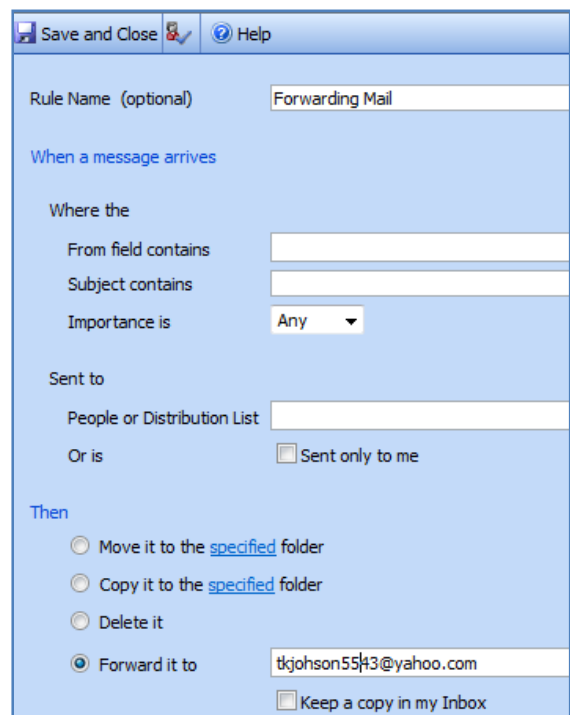 Save and Close Help
Rule Name (optional) Forwarding Mail
When a message arrives
Where the
From field contains
Subject contains
Importance is Any
Sent to
People or Distribution List
Or is Sent only to me
Then
Move it to the specified folder
Copy it to the specified folder
Delete it
Forward it to tkjohson5543@yahoo.com
Keep a copy in my Inbox